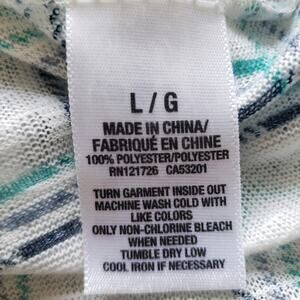 L / G
MADE IN CHINA/
FABRIQUÉ EN CHINE
100% POLYESTER/POLYESTER
RN121726 CA53201
TURN GARMENT INSIDE OUT
MACHINE WASH COLD WITH
LIKE COLORS
ONLY NON-CHLORINE BLEACH
WHEN NEEDED
TUMBLE DRY LOW
COOL IRON IF NECESSARY